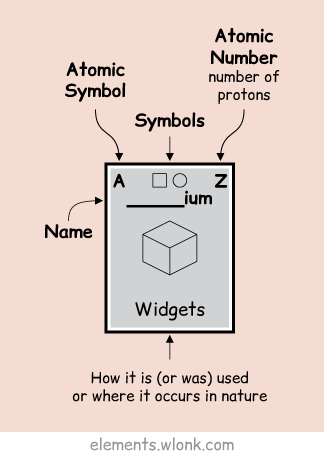 Atomic
Number
number of
protons
Atomic
Symbol
Symbols
A Z
ium
Name
Widgets
How it is (or was) used
or where it occurs in nature
elements.wlonk.com